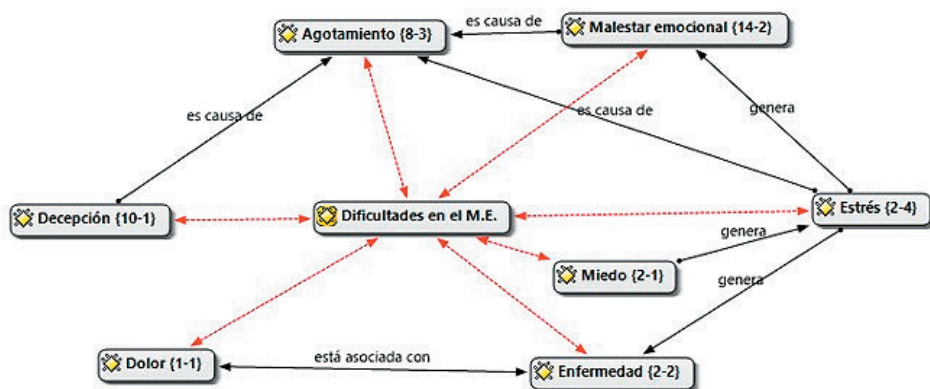 es causa de
Malestar emocional {14-2}
Agotamiento {8-3}
es causa de
es causa de
genera
Decepción {10-1}
Dificultades en el M.E.
Estrés {2-4}
genera
Miedo {2-1}
genera
Dolor {1-1}
está asociada con
Enfermedad {2-2}